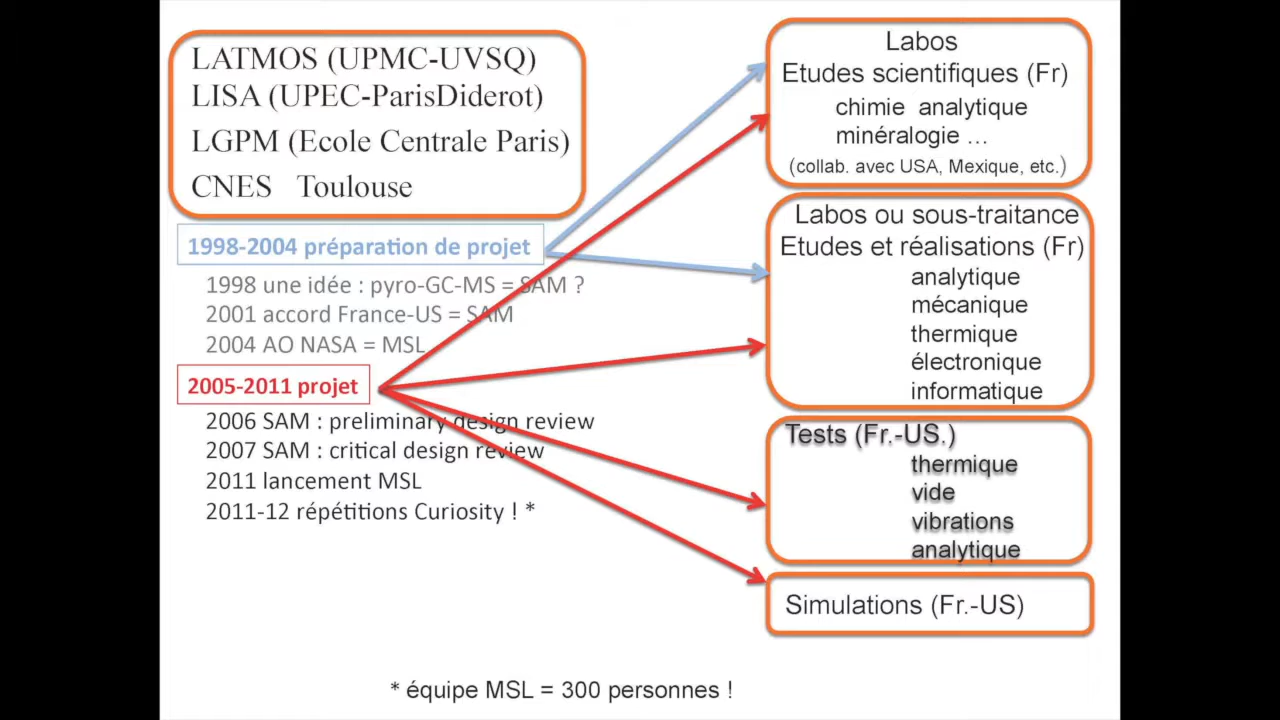 LATMOS (UPMC-UVSQ)
LISA (UPEC-ParisDiderot)
LGPM (Ecole Centrale Paris)
CNES Toulouse
1998-2004 préparation de projet
1998 une idée : pyro-GC-MS = SAM ?
2001 accord France-US = SAM
2004 AO NASA = MSL
2005-2011 projet
2006 SAM : preliminary design review
2007 SAM : critical design review
2011 lancement MSL
2011-12 répétitions Curiosity ! *
Labos
Etudes scientifiques (Fr)
chimie analytique
minéralogie …
(collab. avec USA, Mexique, etc.)
Labos ou sous-traitance
Etudes et réalisations (Fr)
analytique
mécanique
thermique
électronique
informatique
Tests (Fr.-US.)
thermique
vide
vibrations
analytique
Simulations (Fr.-US)
* équipe MSL = 300 personnes !